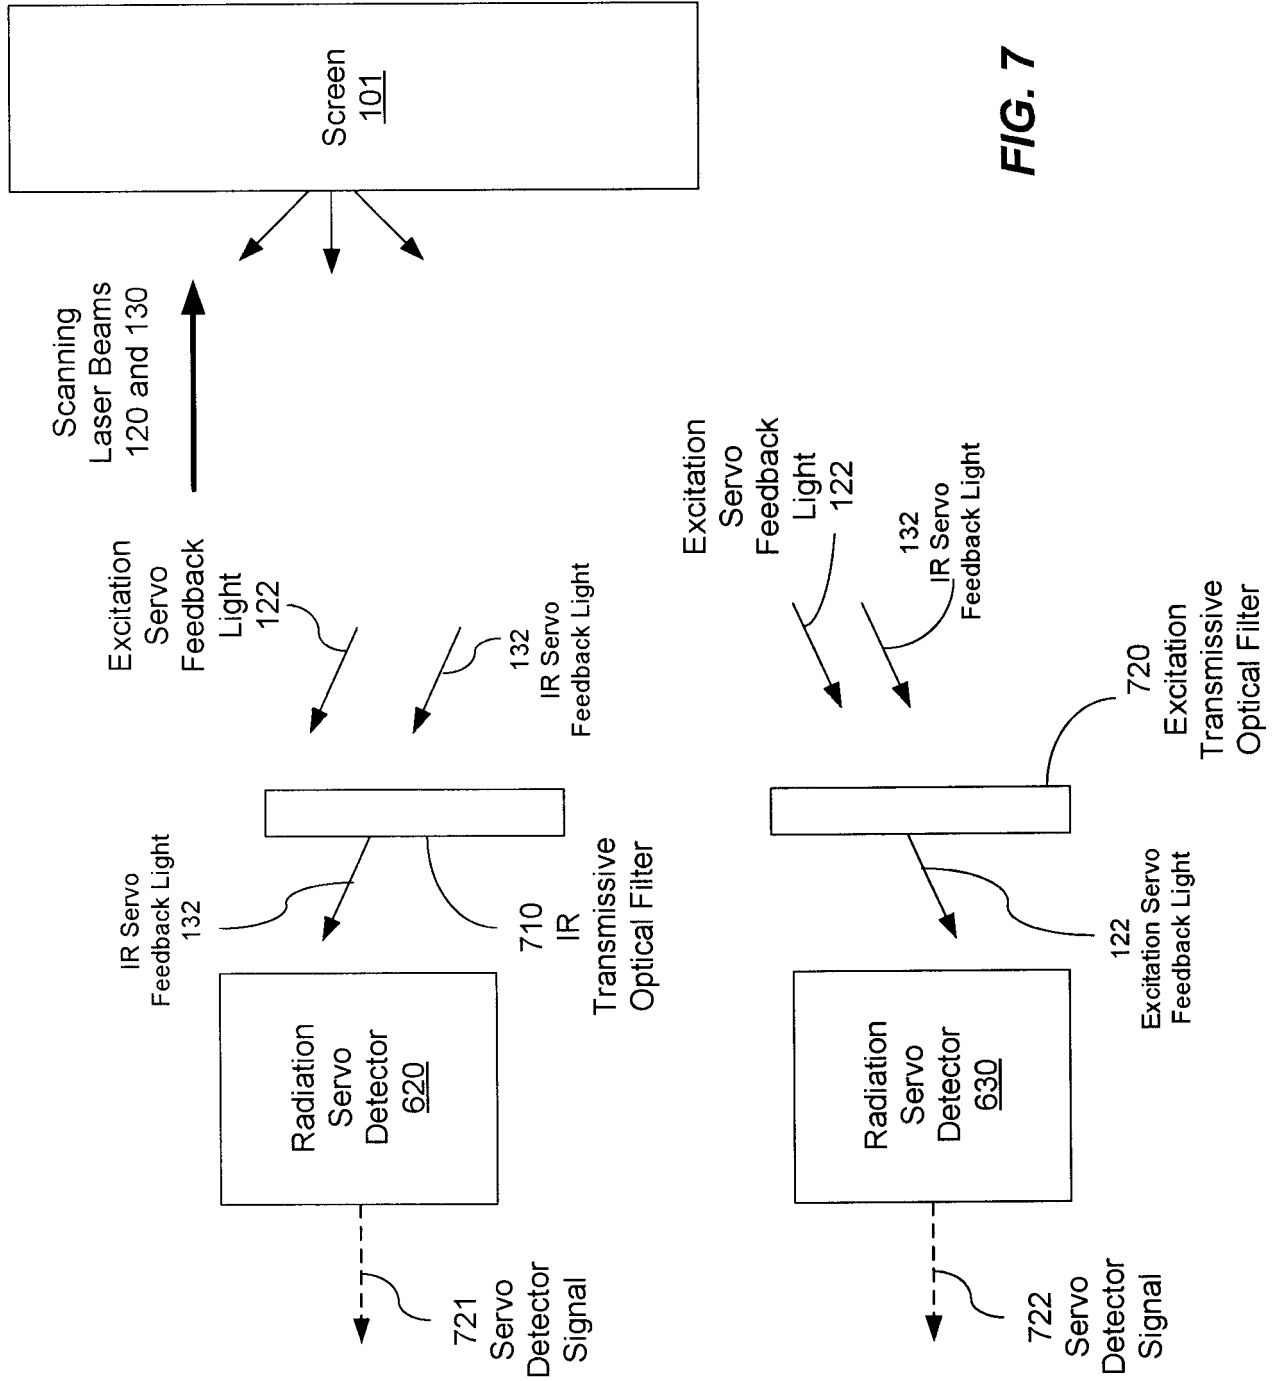 Scanning
Laser Beams
120 and 130
Screen
101
Excitation
Servo
Feedback
Light
122
132
IR Servo
Feedback Light
IR Servo
Feedback Light
132
710
IR
Transmissive
Optical Filter
Radiation
Servo
Detector
620
721
Servo
Detector
Signal
Excitation
Servo
Feedback
Light
122
132
IR Servo
Feedback Light
720
Excitation
Transmissive
Optical Filter
122
Excitation Servo
Feedback Light
Radiation
Servo
Detector
630
722
Servo
Detector
Signal
FIG. 7